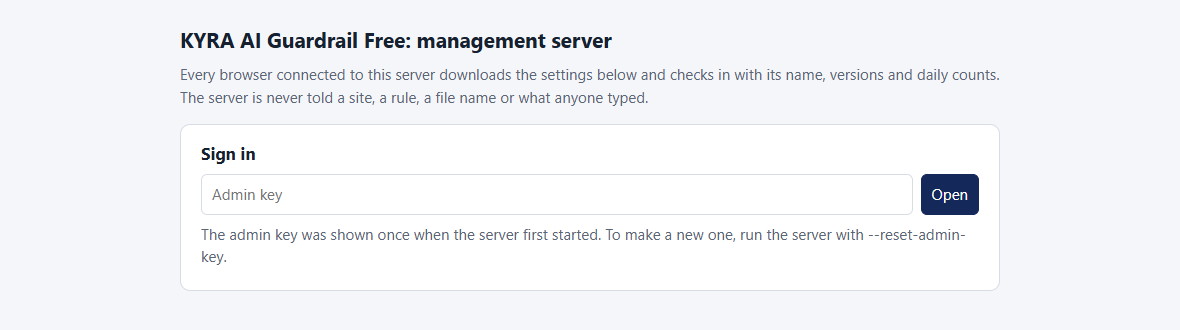 KYRA AI Guardrail Free: management server
Every browser connected to this server downloads the settings below and checks in with its name, versions and daily counts.
The server is never told a site, a rule, a file name or what anyone typed.
Sign in
Admin key
Open
The admin key was shown once when the server first started. To make a new one, run the server with --reset-admin-
key.